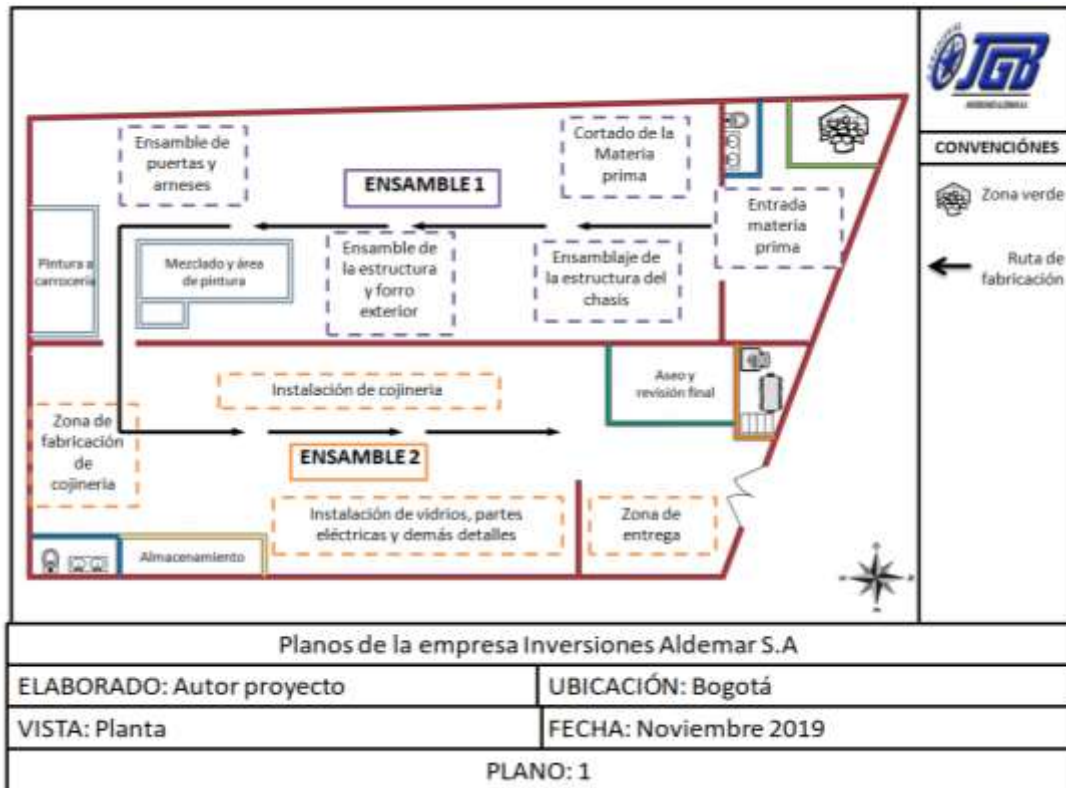 JGB
CONVENCIÓNES
Zona verde
Ruta de
fabricación
Ensamble de
puertas y
arneses
ENSAMBLE 1
Cortado de la
Materia
prima
Entrada
materia
prima
Pintura a
carroceria
Mezclado y área
de pintura
Ensamble de
la estructura
y forro
exterior
Ensamblaje de
la estructura del
chasis
Instalación de cojineria
Aseo y
revisión final
Zona de
fabricación
de
cojineria
ENSAMBLE 2
Instalación de vidrios, partes
eléctricas y demás detalles
Zona de
entrega
Almacenamiento
Planos de la empresa Inversiones Aldemar S.A
ELABORADO: Autor proyecto
UBICACIÓN: Bogotá
VISTA: Planta
FECHA: Noviembre 2019
PLANO: 1